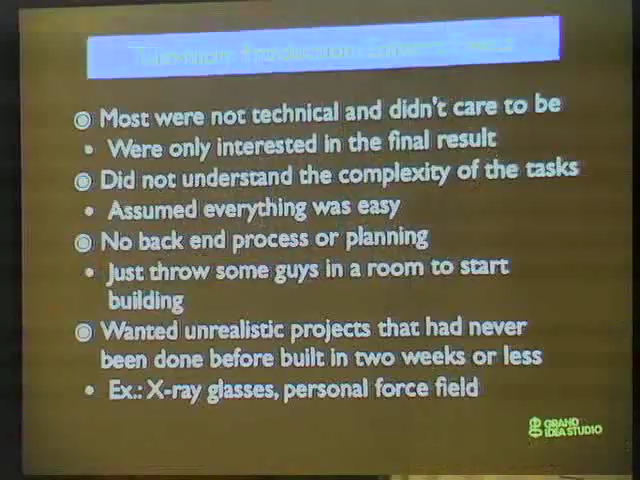 Most were not technical and didn't care to be
Were only interested in the final result
Did not understand the complexity of the tasks
Assumed everything was easy
No back end process or planning
Just throw some guys in a room to start
building
Wanted unrealistic projects that had never
been done before built in two weeks or less
Ex.: X-ray glasses, personal force field
GRAND
IDEA STUDIO